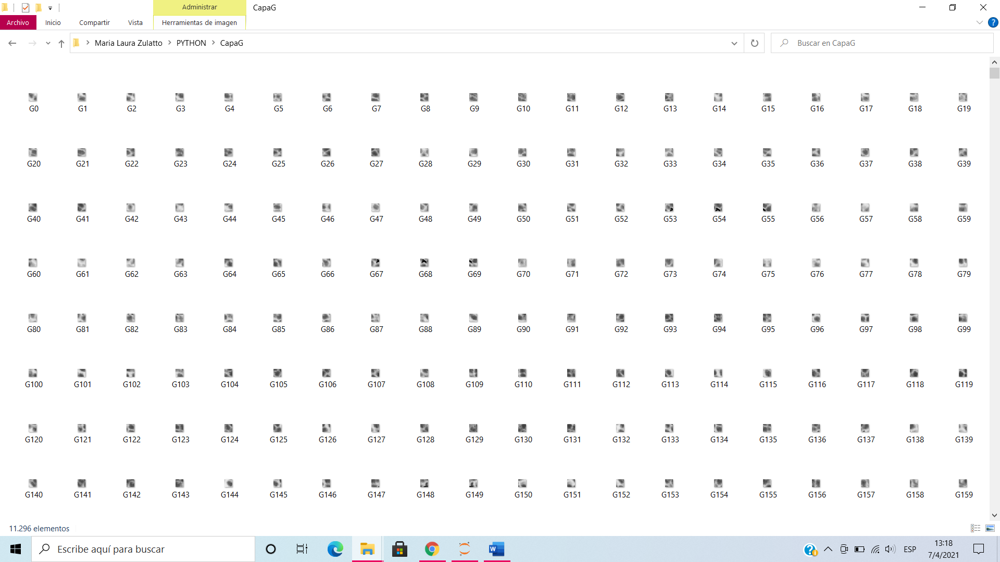 Administrar
CapaG
Archivo Inicio Compartir Vista Herramientas de imagen
?
Maria Laura Zulatto PYTHON CapaG
Buscar en CapaG
G0 G1 G2 G3 G4 G5 G6 G7 G8 G9 G10 G11 G12 G13 G14 G15 G16 G17 G18 G19
G20 G21 G22 G23 G24 G25 G26 G27 G28 G29 G30 G31 G32 G33 G34 G35 G36 G37 G38 G39
G40 G41 G42 G43 G44 G45 G46 G47 G48 G49 G50 G51 G52 G53 G54 G55 G56 G57 G58 G59
G60 G61 G62 G63 G64 G65 G66 G67 G68 G69 G70 G71 G72 G73 G74 G75 G76 G77 G78 G79
G80 G81 G82 G83 G84 G85 G86 G87 G88 G89 G90 G91 G92 G93 G94 G95 G96 G97 G98 G99
G100 G101 G102 G103 G104 G105 G106 G107 G108 G109 G110 G111 G112 G113 G114 G115 G116 G117 G118 G119
G120 G121 G122 G123 G124 G125 G126 G127 G128 G129 G130 G131 G132 G133 G134 G135 G136 G137 G138 G139
G140 G141 G142 G143 G144 G145 G146 G147 G148 G149 G150 G151 G152 G153 G154 G155 G156 G157 G158 G159
11.296 elementos
Escribe aquí para buscar
W
?
ESP
13:18
7/4/2021